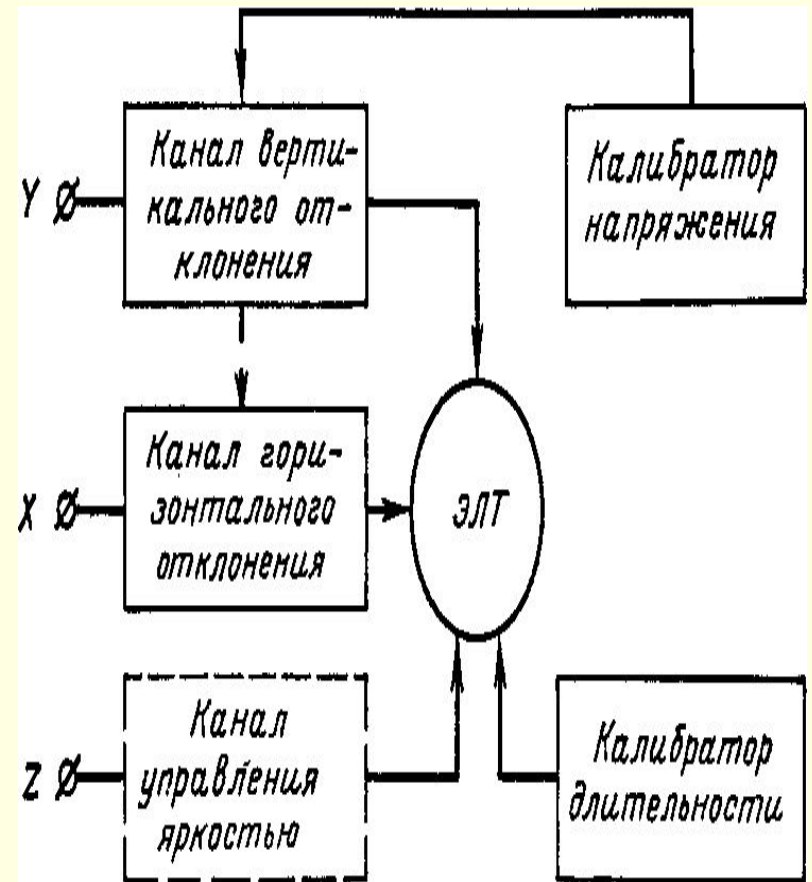 Y
Канал верти-
кального от-
клонения
Калибратор
напряжения
X
Канал гори-
зонтального
отклонения
ЭЛТ
Z
Канал
управления
яркостью
Калибратор
длительности